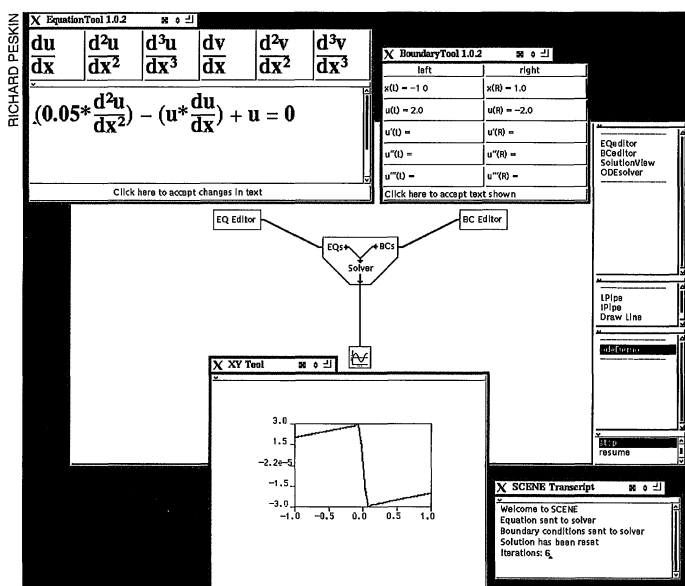 RICHARD PESKIN
X EquationTool 1.0.2
du/dx d²u/dx² d³u/dx³ dv/dx d²v/dx² d³v/dx³
(0.05*d²u/dx²) – (u*du/dx) + u = 0
Click here to accept changes in text
X BoundaryTool 1.0.2
left right
x(L) = -1 0 x(R) = 1.0
u(L) = 2.0 u(R) = -2.0
u'(L) = u'(R) =
u''(L) = u''(R) =
u'''(L) = u'''(R) =
Click here to accept text shown
EQeditor
BCeditor
SolutionView
ODEsolver
EQ Editor
BC Editor
EQs BCs
Solver
LPipe
IPipe
Draw Line
odeDemo
stop
resume
X XY Tool
3.0
1.5
-2.2e-5
-1.5
-3.0
-1.0 -0.5 0.0 0.5 1.0
X SCENE Transcript
Welcome to SCENE
Equation sent to solver
Boundary conditions sent to solver
Solution has been reset
Iterations: 6